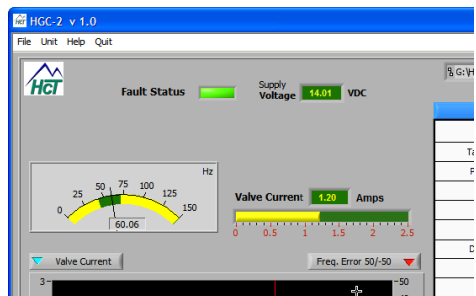 HGC-2 v 1.0
File Unit Help Quit
HCT
Fault Status
Supply
Voltage 14.01 VDC
G:\H
Hz
0 25 50 75 100 125 150
60.06
Valve Current 1.20 Amps
0 0.5 1 1.5 2 2.5
Valve Current
Freq. Error 50/-50
3-
-50
Ta
P
D